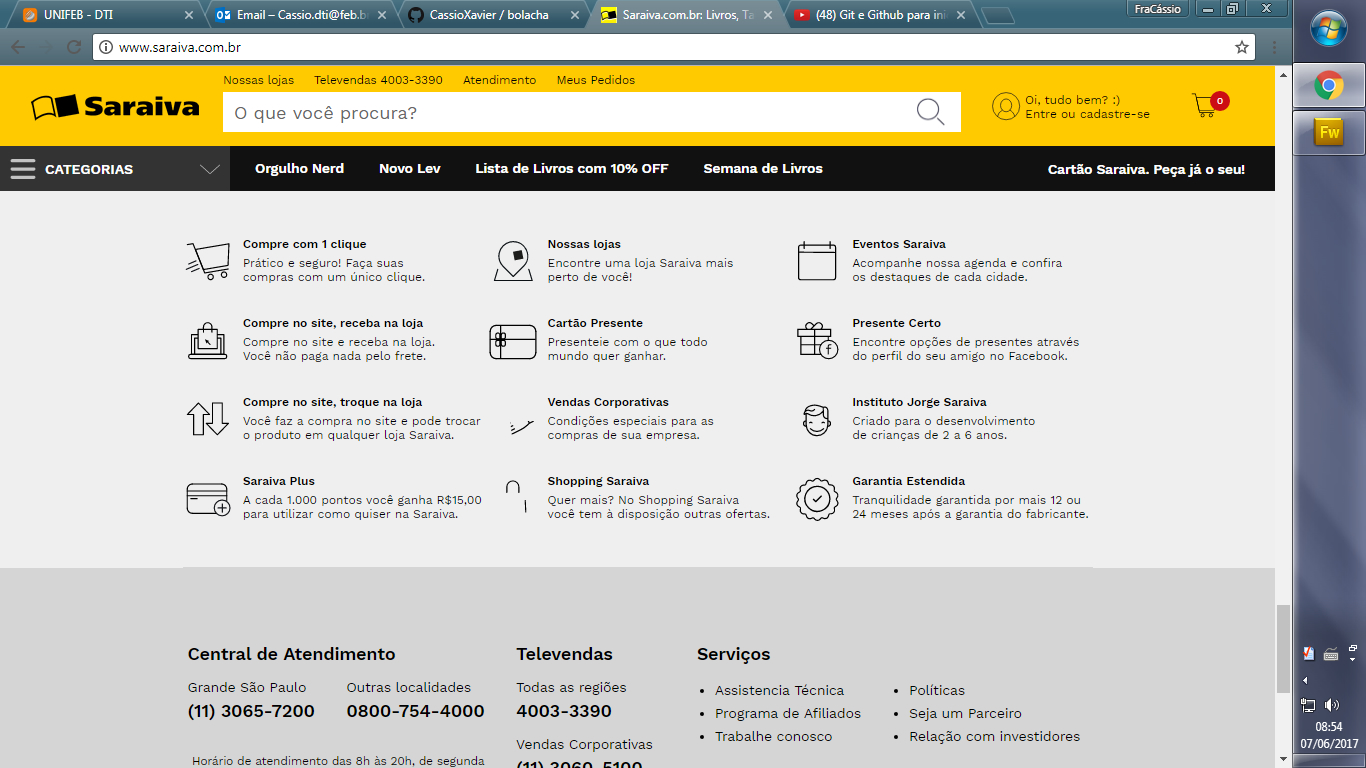 UNIFEB - DTI
Email – Cassio.dti@feb.b
CassioXavier / bolacha
Saraiva.com.br: Livros, Ta
(48) Git e Github para ini
FraCássio
www.saraiva.com.br
Nossas lojas
Televendas 4003-3390
Atendimento
Meus Pedidos
Saraiva
O que você procura?
Oi, tudo bem? :)
Entre ou cadastre-se
0
Fw
CATEGORIAS
Orgulho Nerd
Novo Lev
Lista de Livros com 10% OFF
Semana de Livros
Cartão Saraiva. Peça já o seu!
Compre com 1 clique
Prático e seguro! Faça suas
compras com um único clique.
Nossas lojas
Encontre uma loja Saraiva mais
perto de você!
Eventos Saraiva
Acompanhe nossa agenda e confira
os destaques de cada cidade.
Compre no site, receba na loja
Compre no site e receba na loja.
Você não paga nada pelo frete.
Cartão Presente
Presenteie com o que todo
mundo quer ganhar.
Presente Certo
Encontre opções de presentes através
do perfil do seu amigo no Facebook.
Compre no site, troque na loja
Você faz a compra no site e pode trocar
o produto em qualquer loja Saraiva.
Vendas Corporativas
Condições especiais para as
compras de sua empresa.
Instituto Jorge Saraiva
Criado para o desenvolvimento
de crianças de 2 a 6 anos.
Saraiva Plus
A cada 1.000 pontos você ganha R$15,00
para utilizar como quiser na Saraiva.
Shopping Saraiva
Quer mais? No Shopping Saraiva
você tem à disposição outras ofertas.
Garantia Estendida
Tranquilidade garantida por mais 12 ou
24 meses após a garantia do fabricante.
Central de Atendimento
Grande São Paulo
(11) 3065-7200
Outras localidades
0800-754-4000
Horário de atendimento das 8h às 20h, de segunda
Televendas
Todas as regiões
4003-3390
Vendas Corporativas
(11) 3060-5100
Serviços
• Assistencia Técnica
• Programa de Afiliados
• Trabalhe conosco
• Políticas
• Seja um Parceiro
• Relação com investidores
08:54
07/06/2017